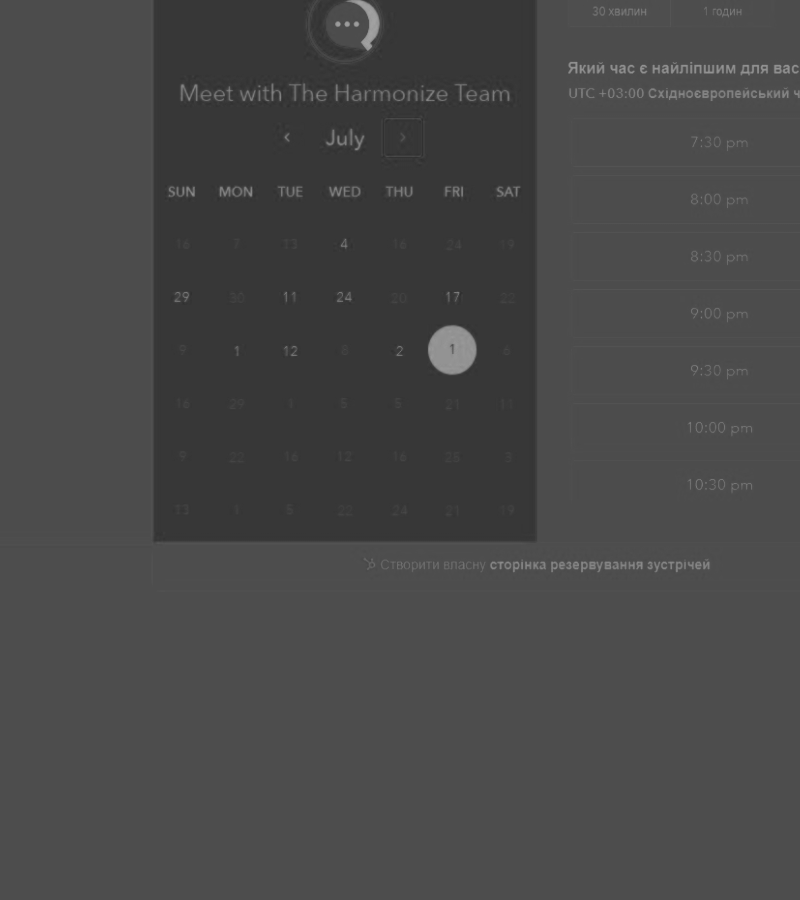 30 хвилин 1 годин
Який час є найліпшим для вас
UTC +03:00 Східноєвропейський ч
Meet with The Harmonize Team
‹ July ›
SUN MON TUE WED THU FRI SAT
16 7 13 4 16 24 19
29 30 11 24 20 17 22
9 1 12 8 2 1 6
16 29 1 5 5 21 11
9 22 16 12 16 28 3
13 1 5 22 24 21 19
7:30 pm
8:00 pm
8:30 pm
9:00 pm
9:30 pm
10:00 pm
10:30 pm
Створити власну сторінка резервування зустрічей